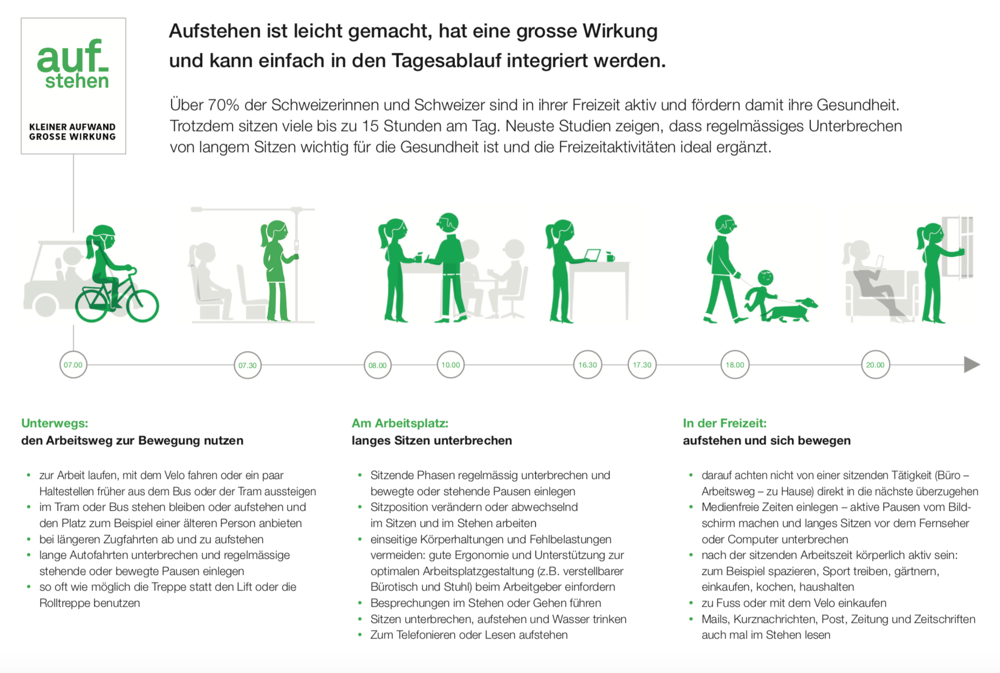 auf_
stehen
KLEINER AUFWAND
GROSSE WIRKUNG
Aufstehen ist leicht gemacht, hat eine grosse Wirkung
und kann einfach in den Tagesablauf integriert werden.
Über 70% der Schweizerinnen und Schweizer sind in ihrer Freizeit aktiv und fördern damit ihre Gesundheit.
Trotzdem sitzen viele bis zu 15 Stunden am Tag. Neuste Studien zeigen, dass regelmässiges Unterbrechen
von langem Sitzen wichtig für die Gesundheit ist und die Freizeitaktivitäten ideal ergänzt.
07.00
07.30
08.00
10.00
16.30
17.30
18.00
20.00
Unterwegs:
den Arbeitsweg zur Bewegung nutzen
• zur Arbeit laufen, mit dem Velo fahren oder ein paar
Haltestellen früher aus dem Bus oder der Tram aussteigen
• im Tram oder Bus stehen bleiben oder aufstehen und
den Platz zum Beispiel einer älteren Person anbieten
• bei längeren Zugfahrten ab und zu aufstehen
• lange Autofahrten unterbrechen und regelmässige
stehende oder bewegte Pausen einlegen
• so oft wie möglich die Treppe statt den Lift oder die
Rolltreppe benutzen
Am Arbeitsplatz:
langes Sitzen unterbrechen
• Sitzende Phasen regelmässig unterbrechen und
bewegte oder stehende Pausen einlegen
• Sitzposition verändern oder abwechselnd
im Sitzen und im Stehen arbeiten
• einseitige Körperhaltungen und Fehlbelastungen
vermeiden: gute Ergonomie und Unterstützung zur
optimalen Arbeitsplatzgestaltung (z.B. verstellbarer
Bürotisch und Stuhl) beim Arbeitgeber einfordern
• Besprechungen im Stehen oder Gehen führen
• Sitzen unterbrechen, aufstehen und Wasser trinken
• Zum Telefonieren oder Lesen aufstehen
In der Freizeit:
aufstehen und sich bewegen
• darauf achten nicht von einer sitzenden Tätigkeit (Büro –
Arbeitsweg – zu Hause) direkt in die nächste überzugehen
• Medienfreie Zeiten einlegen – aktive Pausen vom Bild-
schirm machen und langes Sitzen vor dem Fernseher
oder Computer unterbrechen
• nach der sitzenden Arbeitszeit körperlich aktiv sein:
zum Beispiel spazieren, Sport treiben, gärtnern,
einkaufen, kochen, haushalten
• zu Fuss oder mit dem Velo einkaufen
• Mails, Kurznachrichten, Post, Zeitung und Zeitschriften
auch mal im Stehen lesen